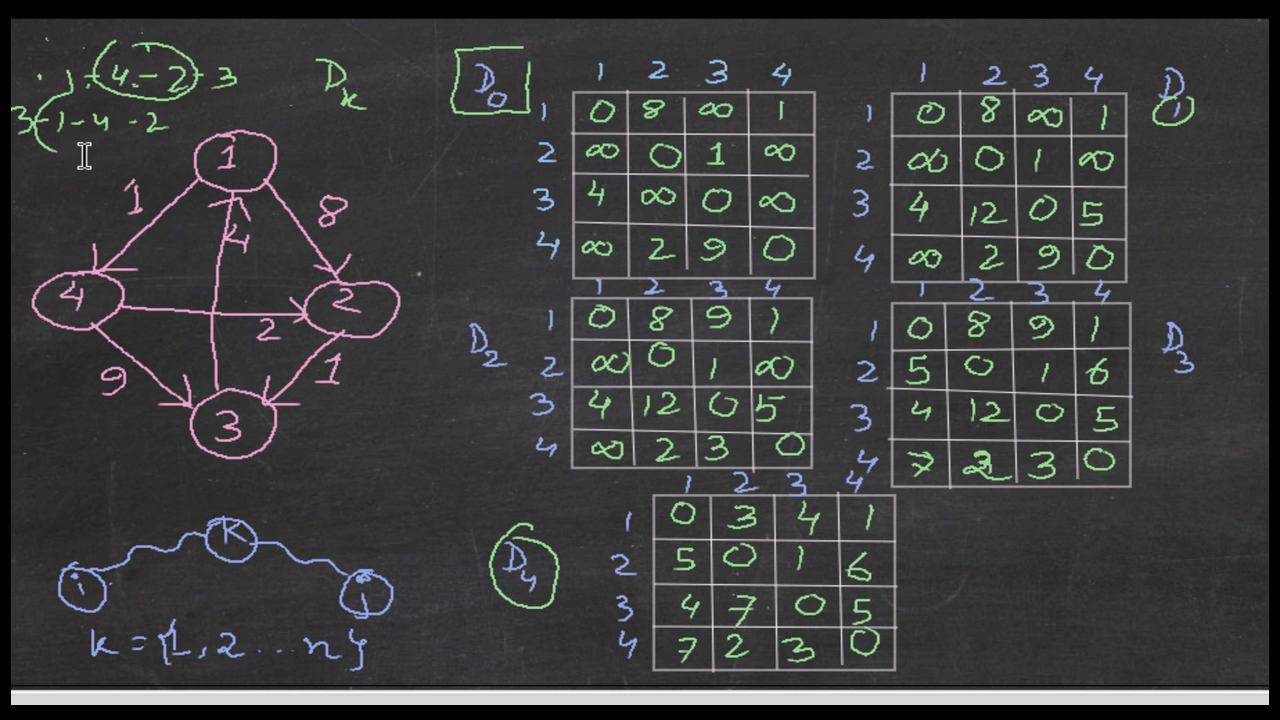 1 - 4 - 2 - 3
3 - 1 - 4 - 2
Dk
1
1
8
4
4
2
2
9
1
3
i
k
j
k = {1, 2 ... n}
D0
1 2 3 4
1 0 8 ∞ 1
2 ∞ 0 1 ∞
3 4 ∞ 0 ∞
4 ∞ 2 9 0
D1
1 2 3 4
1 0 8 ∞ 1
2 ∞ 0 1 ∞
3 4 12 0 5
4 ∞ 2 9 0
D2
1 2 3 4
1 0 8 9 1
2 ∞ 0 1 ∞
3 4 12 0 5
4 ∞ 2 3 0
D3
1 2 3 4
1 0 8 9 1
2 5 0 1 6
3 4 12 0 5
4 7 2 3 0
D4
1 2 3 4
1 0 3 4 1
2 5 0 1 6
3 4 7 0 5
4 7 2 3 0